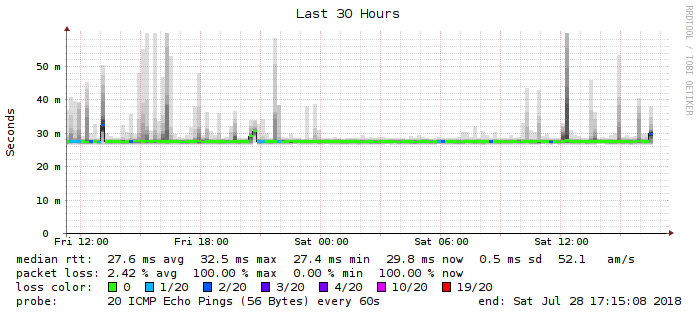 Last 30 Hours
RRDTOOL / TOBI OETIKER
Seconds
50 m
40 m
30 m
20 m
10 m
0
Fri 12:00 Fri 18:00 Sat 00:00 Sat 06:00 Sat 12:00
median rtt: 27.6 ms avg 32.5 ms max 27.4 ms min 29.8 ms now 0.5 ms sd 52.1 am/s
packet loss: 2.42 % avg 100.00 % max 0.00 % min 100.00 % now
loss color: 0 1/20 2/20 3/20 4/20 10/20 19/20
probe: 20 ICMP Echo Pings (56 Bytes) every 60s end: Sat Jul 28 17:15:08 2018